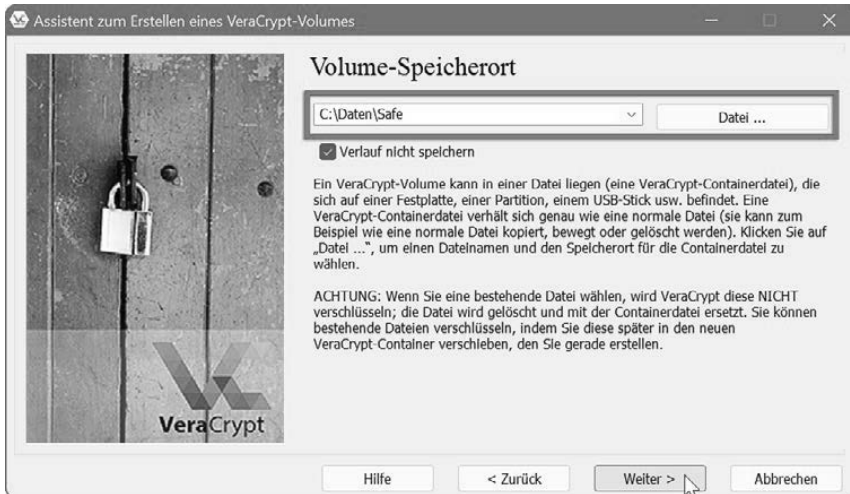 Assistent zum Erstellen eines VeraCrypt-Volumes
Volume-Speicherort
C:\Daten\Safe
Datei ...
Verlauf nicht speichern
Ein VeraCrypt-Volume kann in einer Datei liegen (eine VeraCrypt-Containerdatei), die
sich auf einer Festplatte, einer Partition, einem USB-Stick usw. befindet. Eine
VeraCrypt-Containerdatei verhält sich genau wie eine normale Datei (sie kann zum
Beispiel wie eine normale Datei kopiert, bewegt oder gelöscht werden). Klicken Sie auf
„Datei ...“, um einen Dateinamen und den Speicherort für die Containerdatei zu
wählen.
ACHTUNG: Wenn Sie eine bestehende Datei wählen, wird VeraCrypt diese NICHT
verschlüsseln; die Datei wird gelöscht und mit der Containerdatei ersetzt. Sie können
bestehende Dateien verschlüsseln, indem Sie diese später in den neuen
VeraCrypt-Container verschieben, den Sie gerade erstellen.
VeraCrypt
Hilfe
< Zurück
Weiter >
Abbrechen